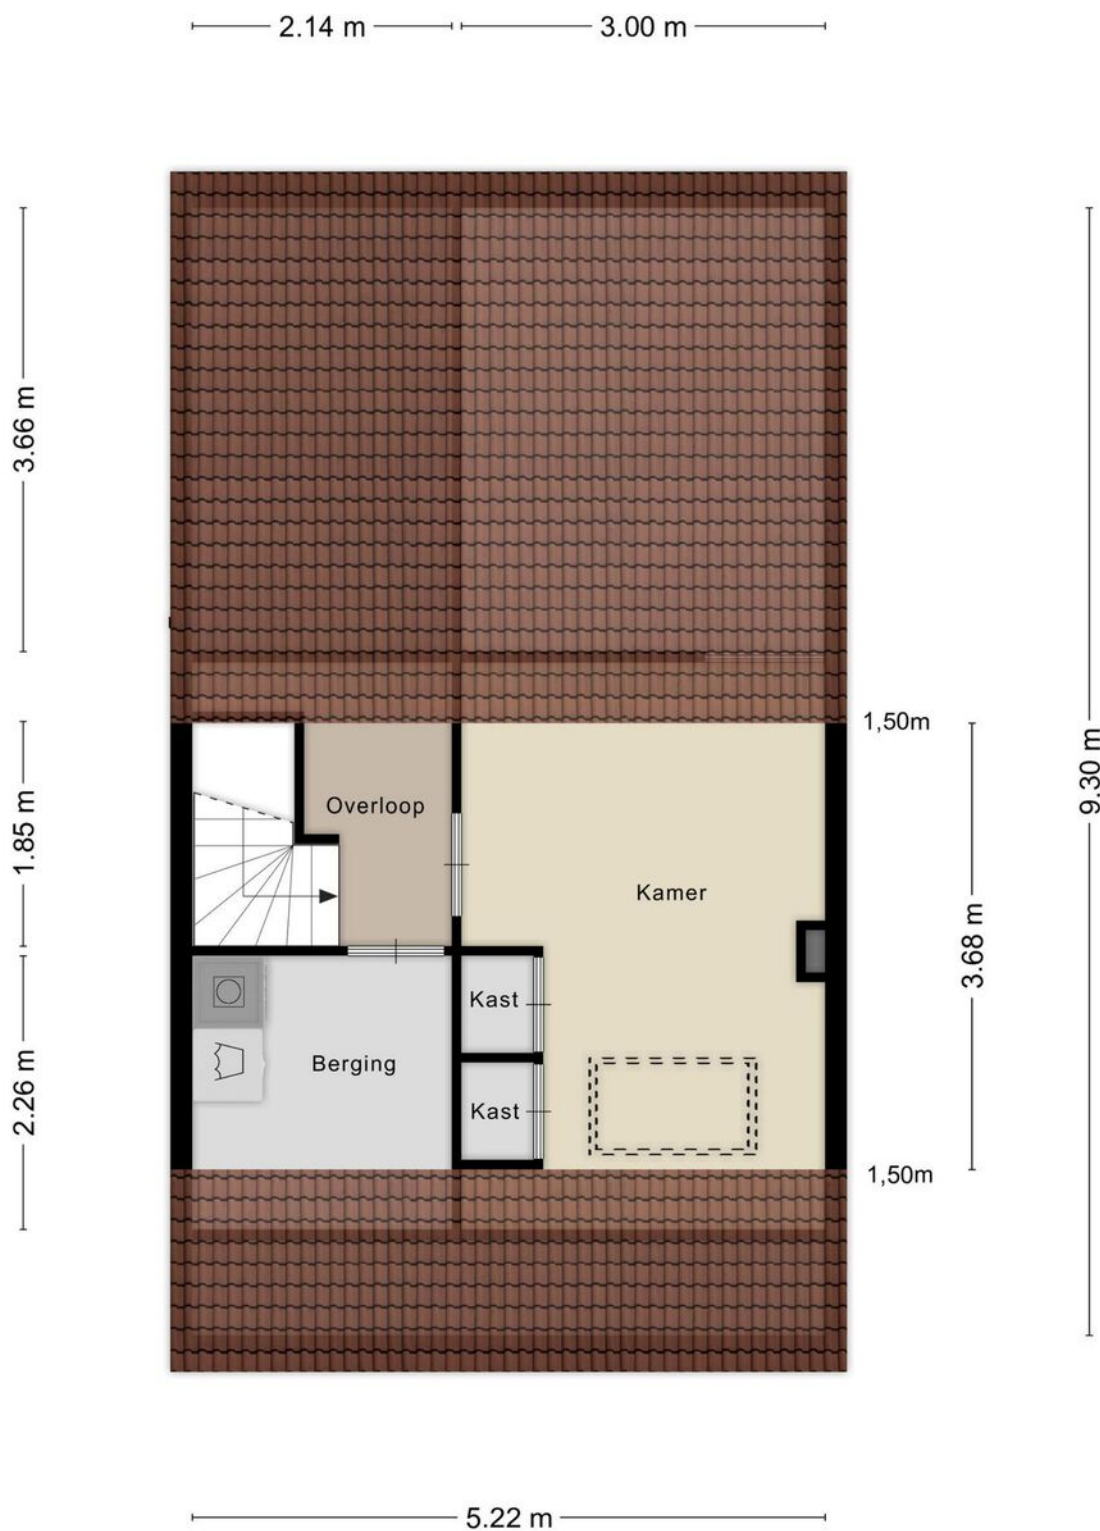 2.14 m
3.00 m
3.66 m
1,50m
9.30 m
Overloop
1.85 m
Kamer
3.68 m
Kast
Berging
2.26 m
Kast
1,50m
5.22 m